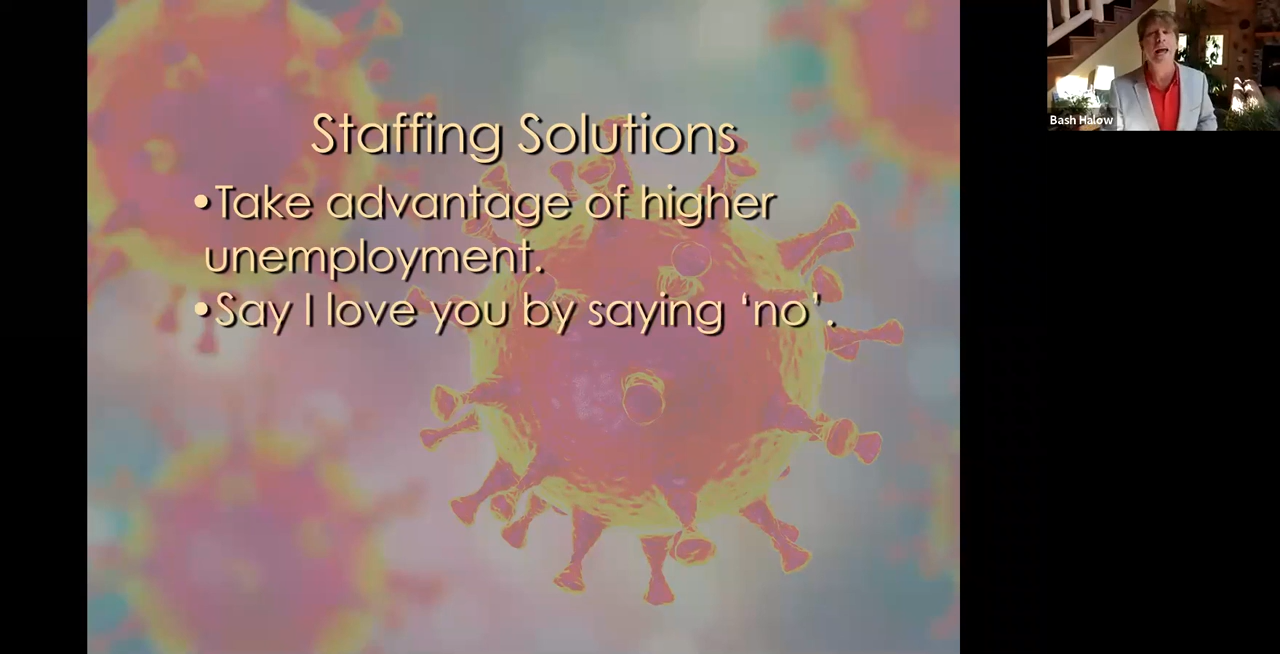 Staffing Solutions
•Take advantage of higher
unemployment.
•Say I love you by saying ‘no’.
Bash Halow